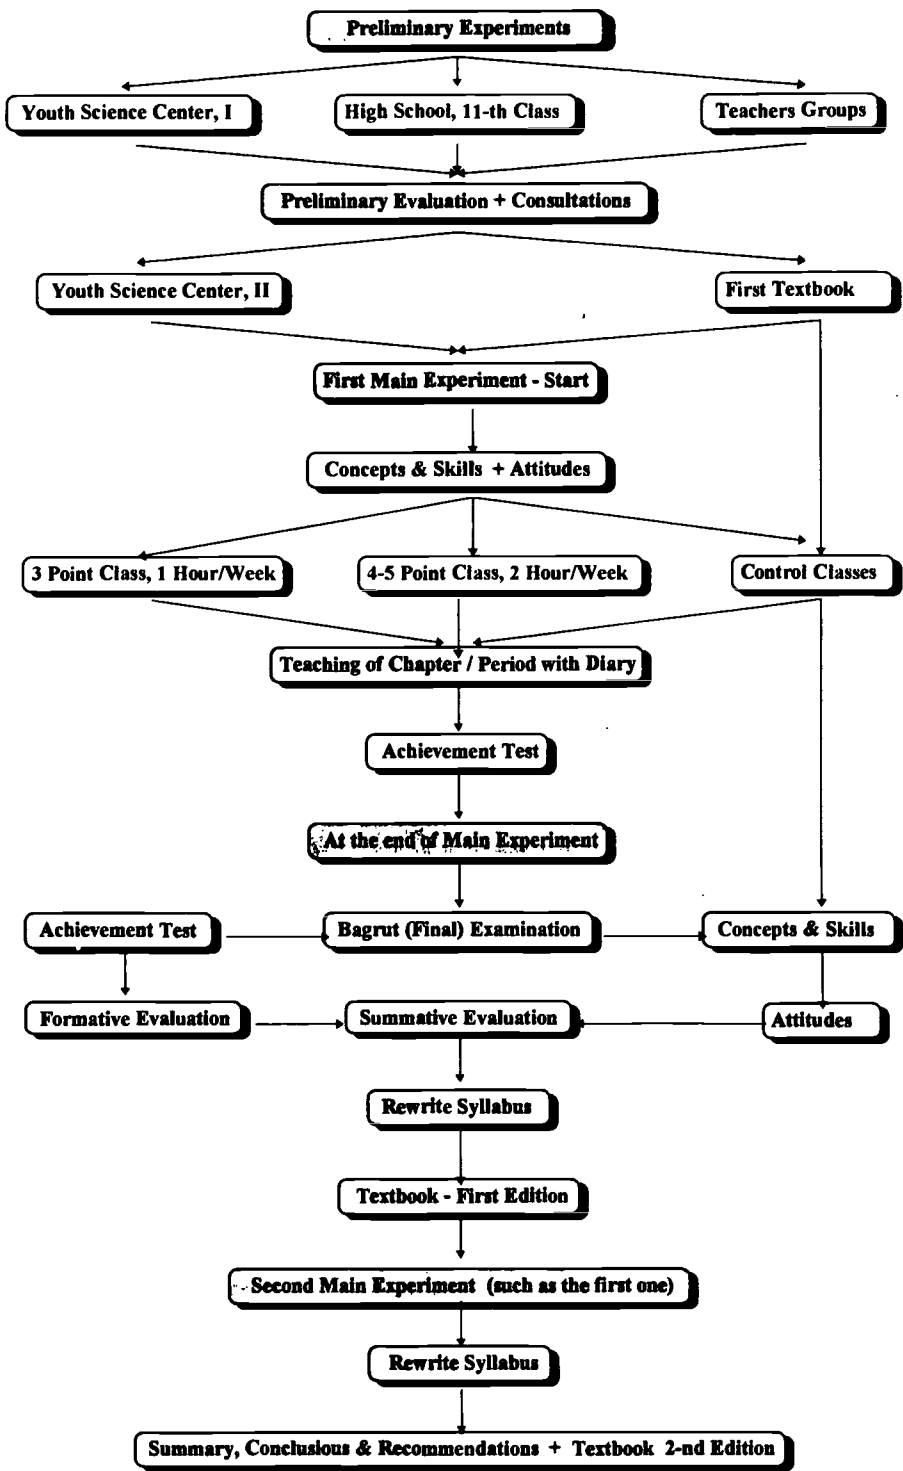 Preliminary Experiments
Youth Science Center, I
High School, 11-th Class
Teachers Groups
Preliminary Evaluation + Consultations
Youth Science Center, II
First Textbook
First Main Experiment - Start
Concepts & Skills + Attitudes
3 Point Class, 1 Hour/Week
4-5 Point Class, 2 Hour/Week
Control Classes
Teaching of Chapter / Period with Diary
Achievement Test
At the end of Main Experiment
Achievement Test
Bagrut (Final) Examination
Concepts & Skills
Formative Evaluation
Summative Evaluation
Attitudes
Rewrite Syllabus
Textbook - First Edition
Second Main Experiment (such as the first one)
Rewrite Syllabus
Summary, Conclusious & Recommendations + Textbook 2-nd Edition